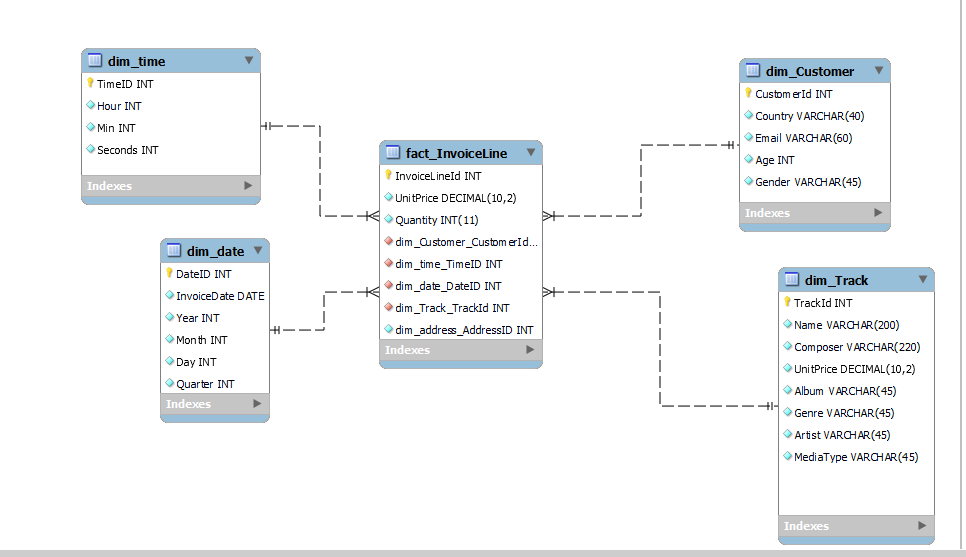 dim_time
TimeID INT
Hour INT
Min INT
Seconds INT
Indexes
dim_date
DateID INT
InvoiceDate DATE
Year INT
Month INT
Day INT
Quarter INT
Indexes
fact_InvoiceLine
InvoiceLineId INT
UnitPrice DECIMAL(10,2)
Quantity INT(11)
dim_Customer_CustomerId...
dim_time_TimeID INT
dim_date_DateID INT
dim_Track_TrackId INT
dim_address_AddressID INT
Indexes
dim_Customer
CustomerId INT
Country VARCHAR(40)
Email VARCHAR(60)
Age INT
Gender VARCHAR(45)
Indexes
dim_Track
TrackId INT
Name VARCHAR(200)
Composer VARCHAR(220)
UnitPrice DECIMAL(10,2)
Album VARCHAR(45)
Genre VARCHAR(45)
Artist VARCHAR(45)
MediaType VARCHAR(45)
Indexes